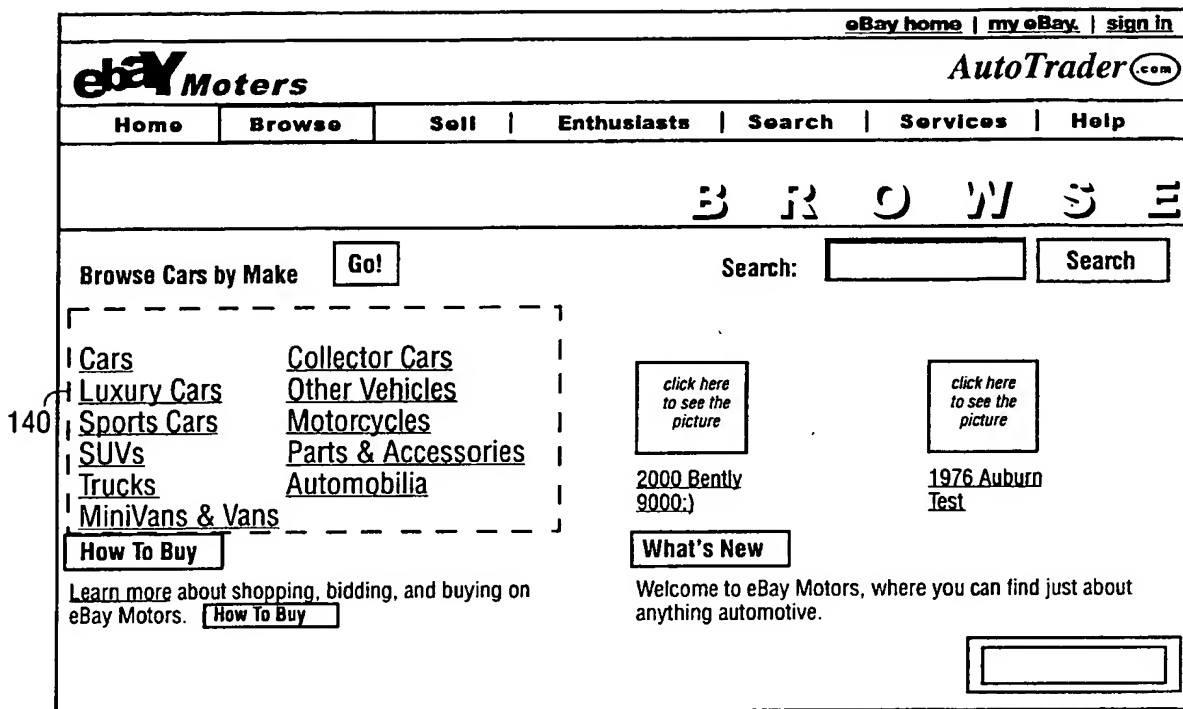 eBay home | my eBay. | sign in
ebaY Moters
AutoTrader .com
Home Browse Sell | Enthusiasts | Search | Services | Help
BROWSE
Browse Cars by Make Go!
Search: Search
Cars
Luxury Cars
Sports Cars
SUVs
Trucks
MiniVans & Vans
Collector Cars
Other Vehicles
Motorcycles
Parts & Accessories
Automobilia
140
click here
to see the
picture
2000 Bently
9000:)
click here
to see the
picture
1976 Auburn
Test
How To Buy
Learn more about shopping, bidding, and buying on
eBay Motors. How To Buy
What's New
Welcome to eBay Motors, where you can find just about
anything automotive.